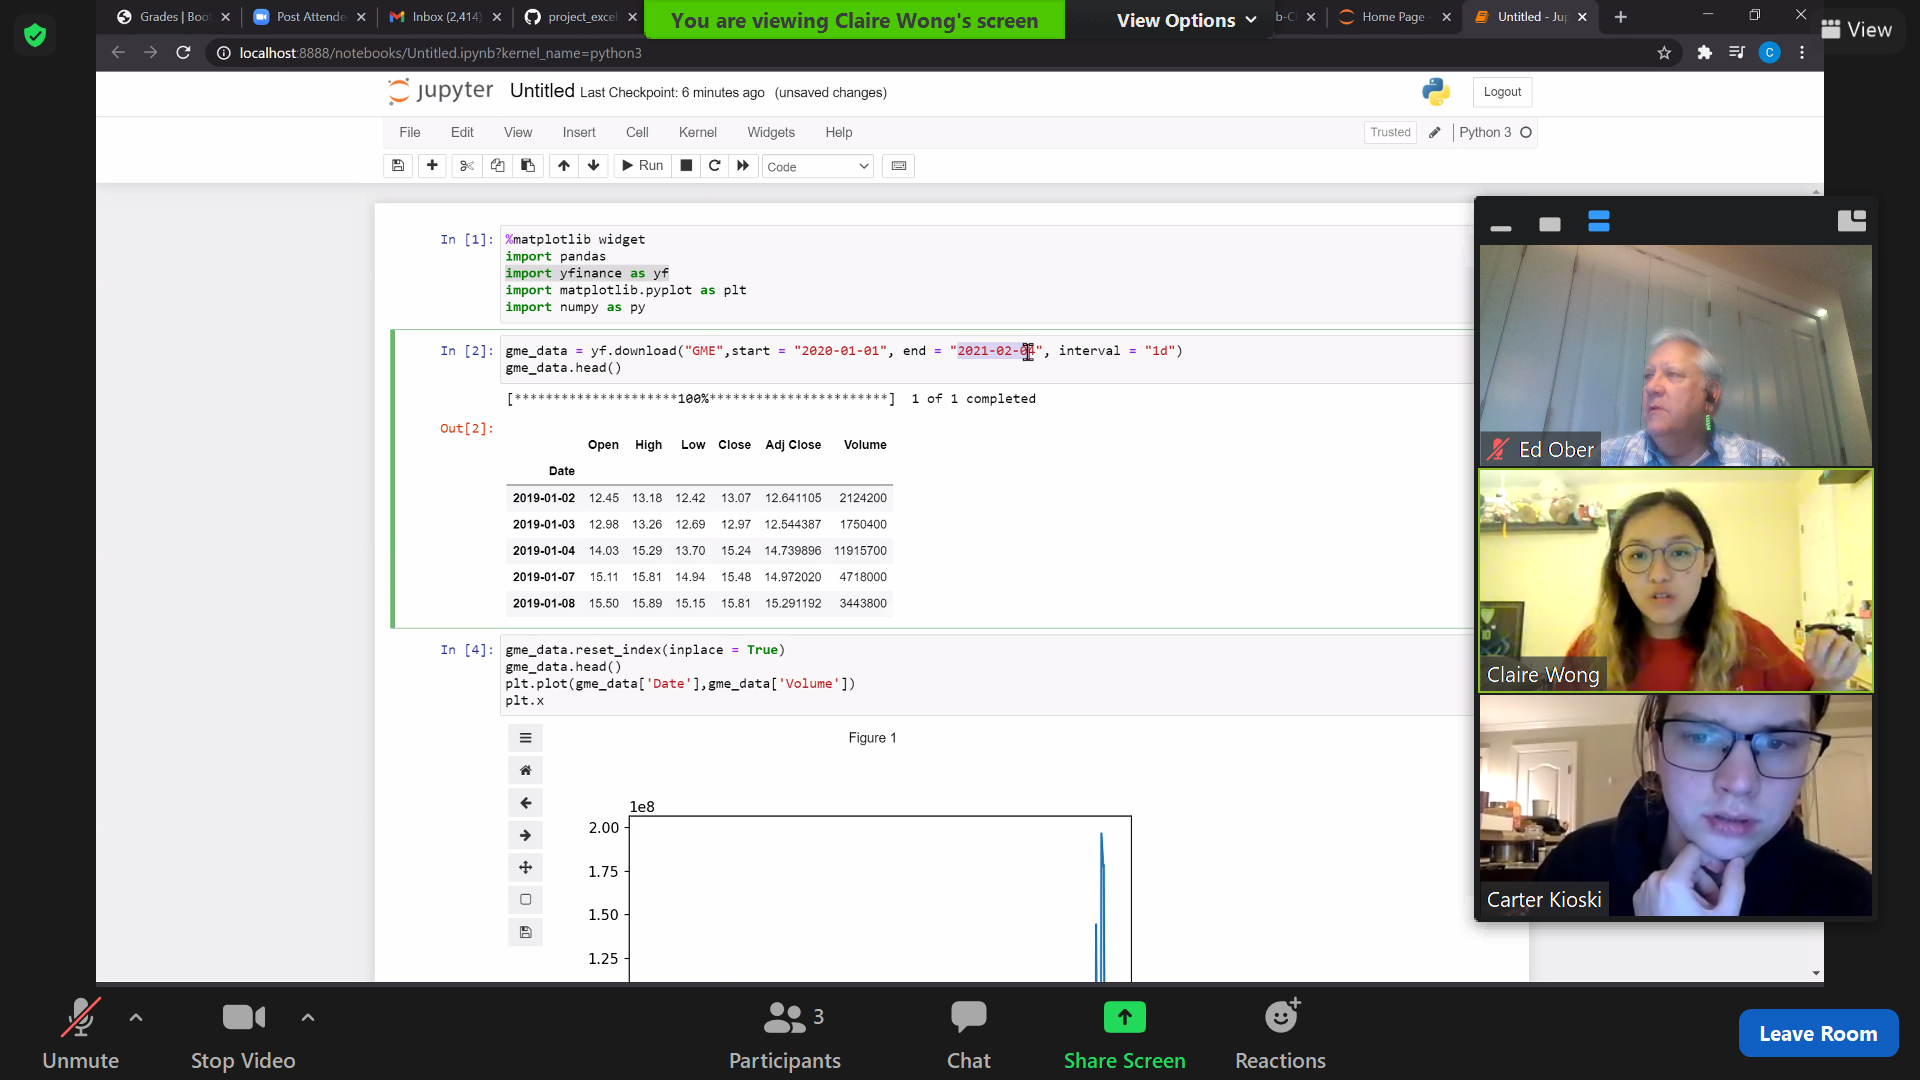 Grades | Boo
Post Attende
Inbox (2,414)
project_exce
You are viewing Claire Wong's screen
View Options
b-C
Home Page -
Untitled - Ju
View
localhost:8888/notebooks/Untitled.ipynb?kernel_name=python3
C
jupyter
Untitled Last Checkpoint: 6 minutes ago (unsaved changes)
Logout
File Edit View Insert Cell Kernel Widgets Help
Trusted
Python 3
Run
Code
In [1]:
%matplotlib widget
import pandas
import yfinance as yf
import matplotlib.pyplot as plt
import numpy as py
In [2]:
gme_data = yf.download("GME",start = "2020-01-01", end = "2021-02-04", interval = "1d")
gme_data.head()
[*********************100%***********************] 1 of 1 completed
Out[2]:
Open High Low Close Adj Close Volume
Date
2019-01-02 12.45 13.18 12.42 13.07 12.641105 2124200
2019-01-03 12.98 13.26 12.69 12.97 12.544387 1750400
2019-01-04 14.03 15.29 13.70 15.24 14.739896 11915700
2019-01-07 15.11 15.81 14.94 15.48 14.972020 4718000
2019-01-08 15.50 15.89 15.15 15.81 15.291192 3443800
In [4]:
gme_data.reset_index(inplace = True)
gme_data.head()
plt.plot(gme_data['Date'],gme_data['Volume'])
plt.x
Figure 1
1e8
2.00
1.75
1.50
1.25
Ed Ober
Claire Wong
Carter Kioski
Unmute
Stop Video
3
Participants
Chat
Share Screen
Reactions
Leave Room